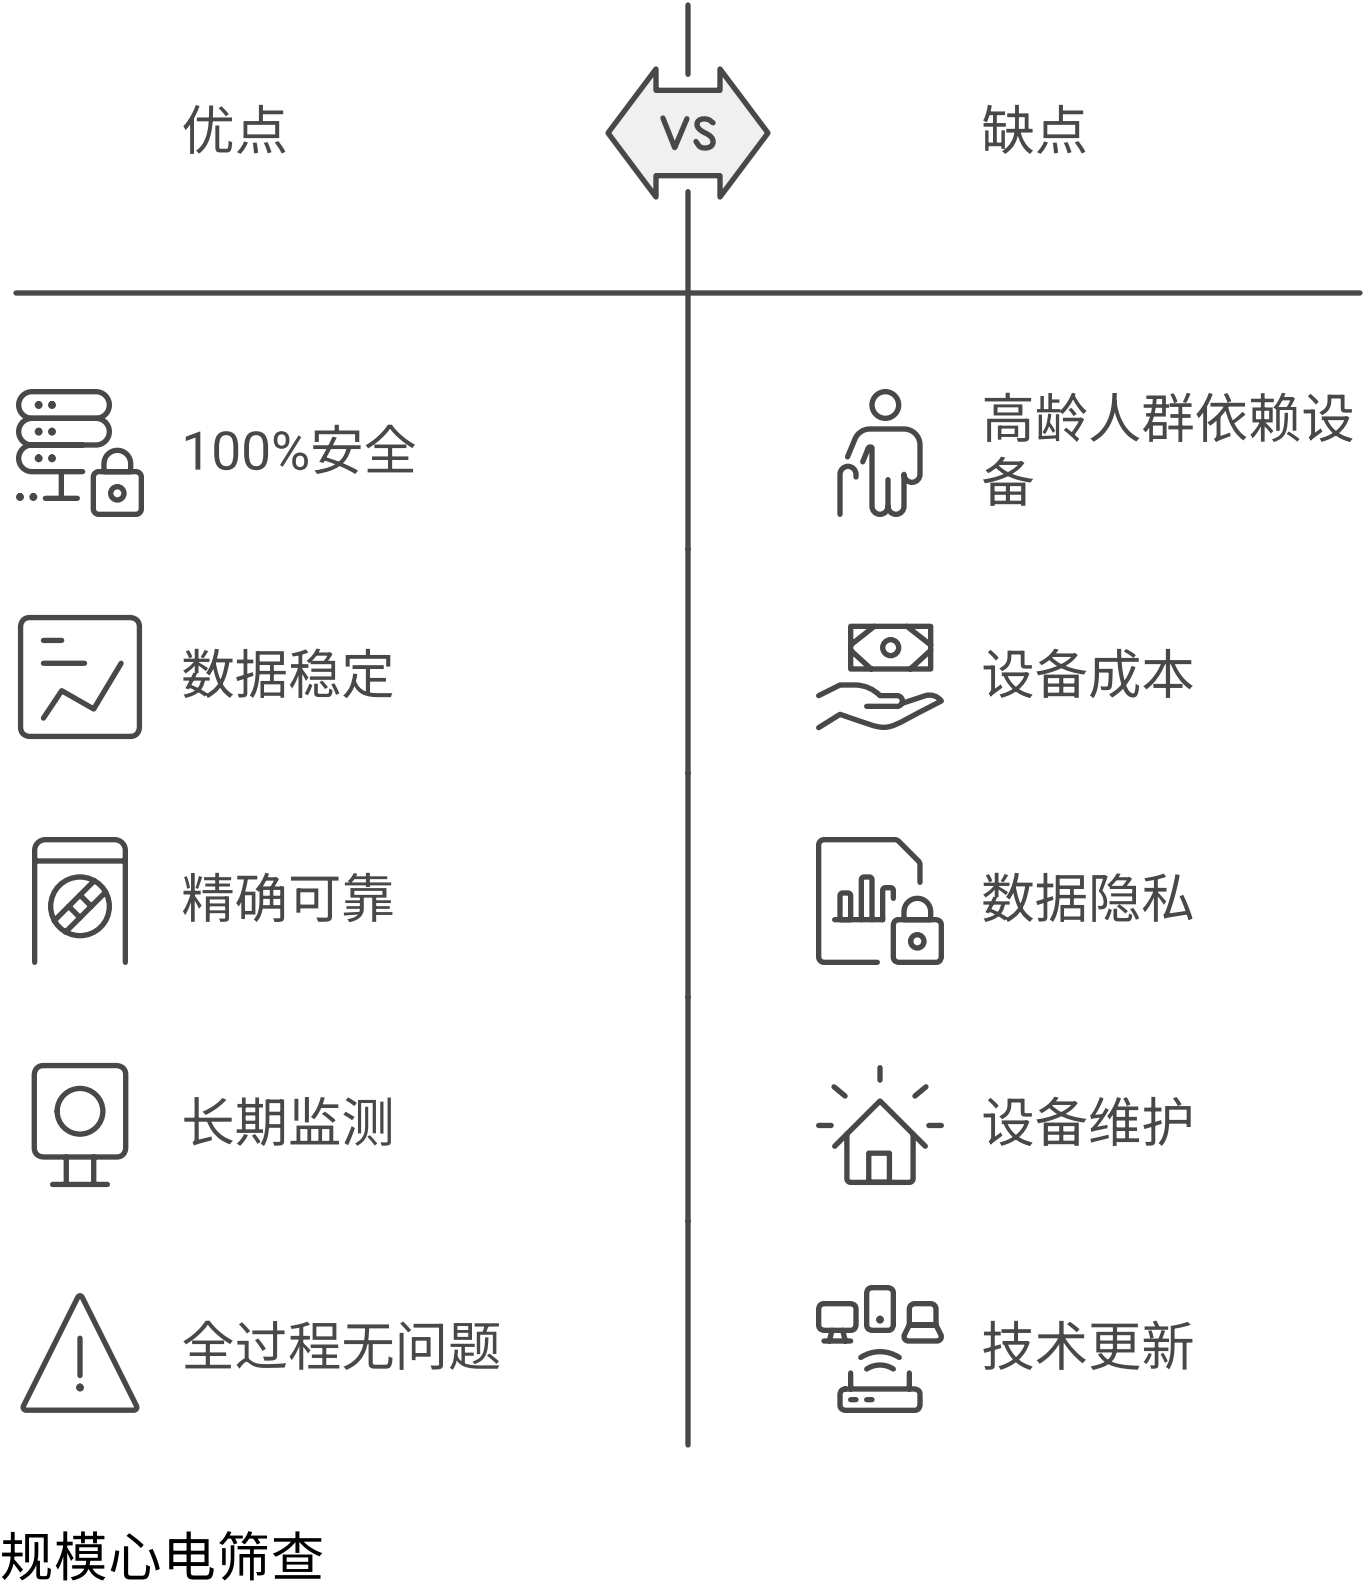 优点
VS
缺点
100%安全
高龄人群依赖设
备
数据稳定
设备成本
精确可靠
数据隐私
长期监测
设备维护
全过程无问题
技术更新
规模心电筛查